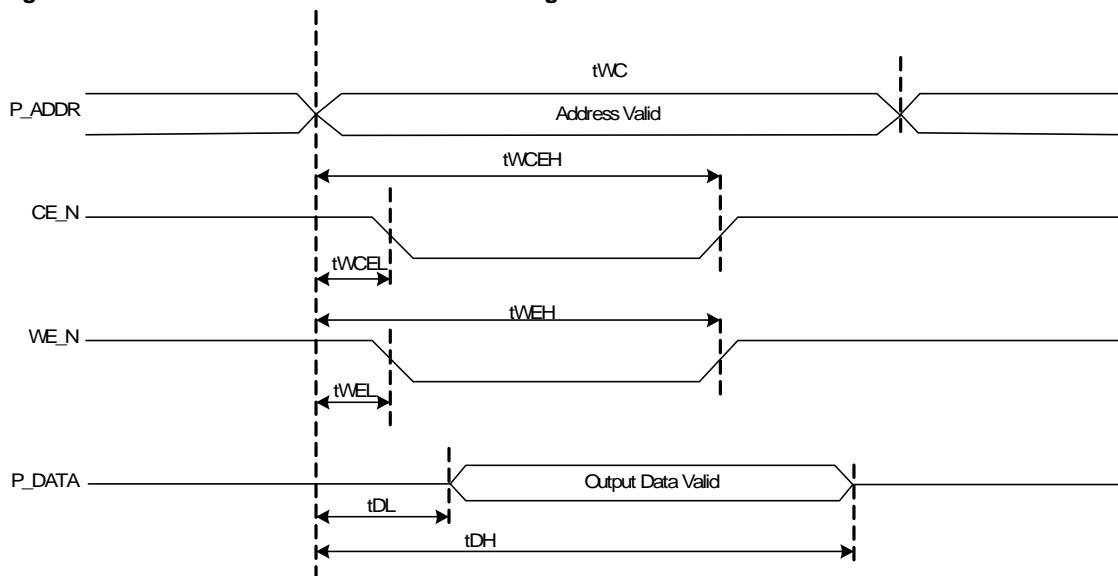 tWC
P_ADDR
Address Valid
tWCEH
CE_N
tWCEL
tWEH
WE_N
tWEL
P_DATA
Output Data Valid
tDL
tDH